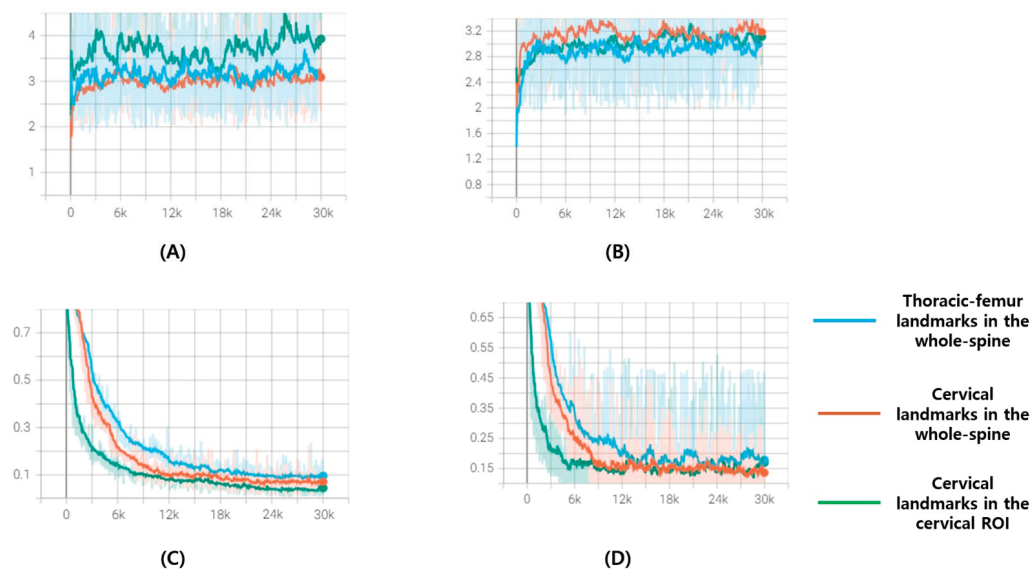 4
3
2
1
0 6k 12k 18k 24k 30k
(A)
3.2
2.8
2.4
2
1.6
1.2
0.8
0 6k 12k 18k 24k 30k
(B)
0.7
0.5
0.3
0.1
0 6k 12k 18k 24k 30k
(C)
0.65
0.55
0.45
0.35
0.25
0.15
0 6k 12k 18k 24k 30k
(D)
Thoracic-femur
landmarks in the
whole-spine
Cervical
landmarks in the
whole-spine
Cervical
landmarks in the
cervical ROI